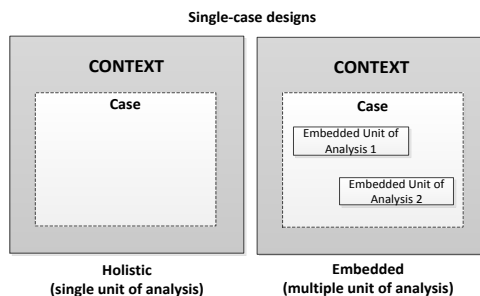 Single-case designs
CONTEXT
Case
Holistic
(single unit of analysis)
CONTEXT
Case
Embedded Unit of
Analysis 1
Embedded Unit of
Analysis 2
Embedded
(multiple unit of analysis)